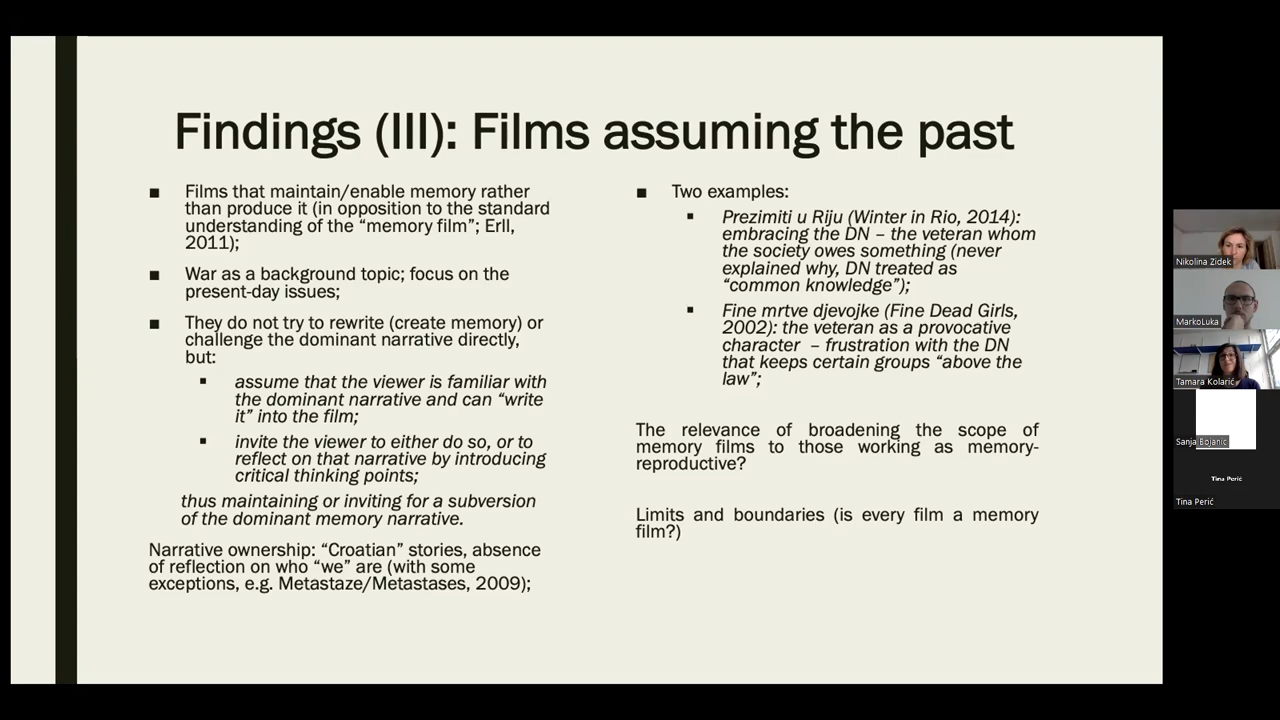 Findings (III): Films assuming the past
■ Films that maintain/enable memory rather
than produce it (in opposition to the standard
understanding of the “memory film”; Erll,
2011);
■ War as a background topic; focus on the
present-day issues;
■ They do not try to rewrite (create memory) or
challenge the dominant narrative directly,
but:
▪ assume that the viewer is familiar with
the dominant narrative and can “write
it” into the film;
▪ invite the viewer to either do so, or to
reflect on that narrative by introducing
critical thinking points;
thus maintaining or inviting for a subversion
of the dominant memory narrative.
Narrative ownership: “Croatian” stories, absence
of reflection on who “we” are (with some
exceptions, e.g. Metastaze/Metastases, 2009);
■ Two examples:
▪ Prezimiti u Riju (Winter in Rio, 2014):
embracing the DN – the veteran whom
the society owes something (never
explained why, DN treated as
“common knowledge”);
▪ Fine mrtve djevojke (Fine Dead Girls,
2002): the veteran as a provocative
character – frustration with the DN
that keeps certain groups “above the
law”;
The relevance of broadening the scope of
memory films to those working as memory-
reproductive?
Limits and boundaries (is every film a memory
film?)
Nikolina Zidek
MarkoLuka
Tamara Kolarić
Sanja Bojanic
Tina Perić
Tina Perić